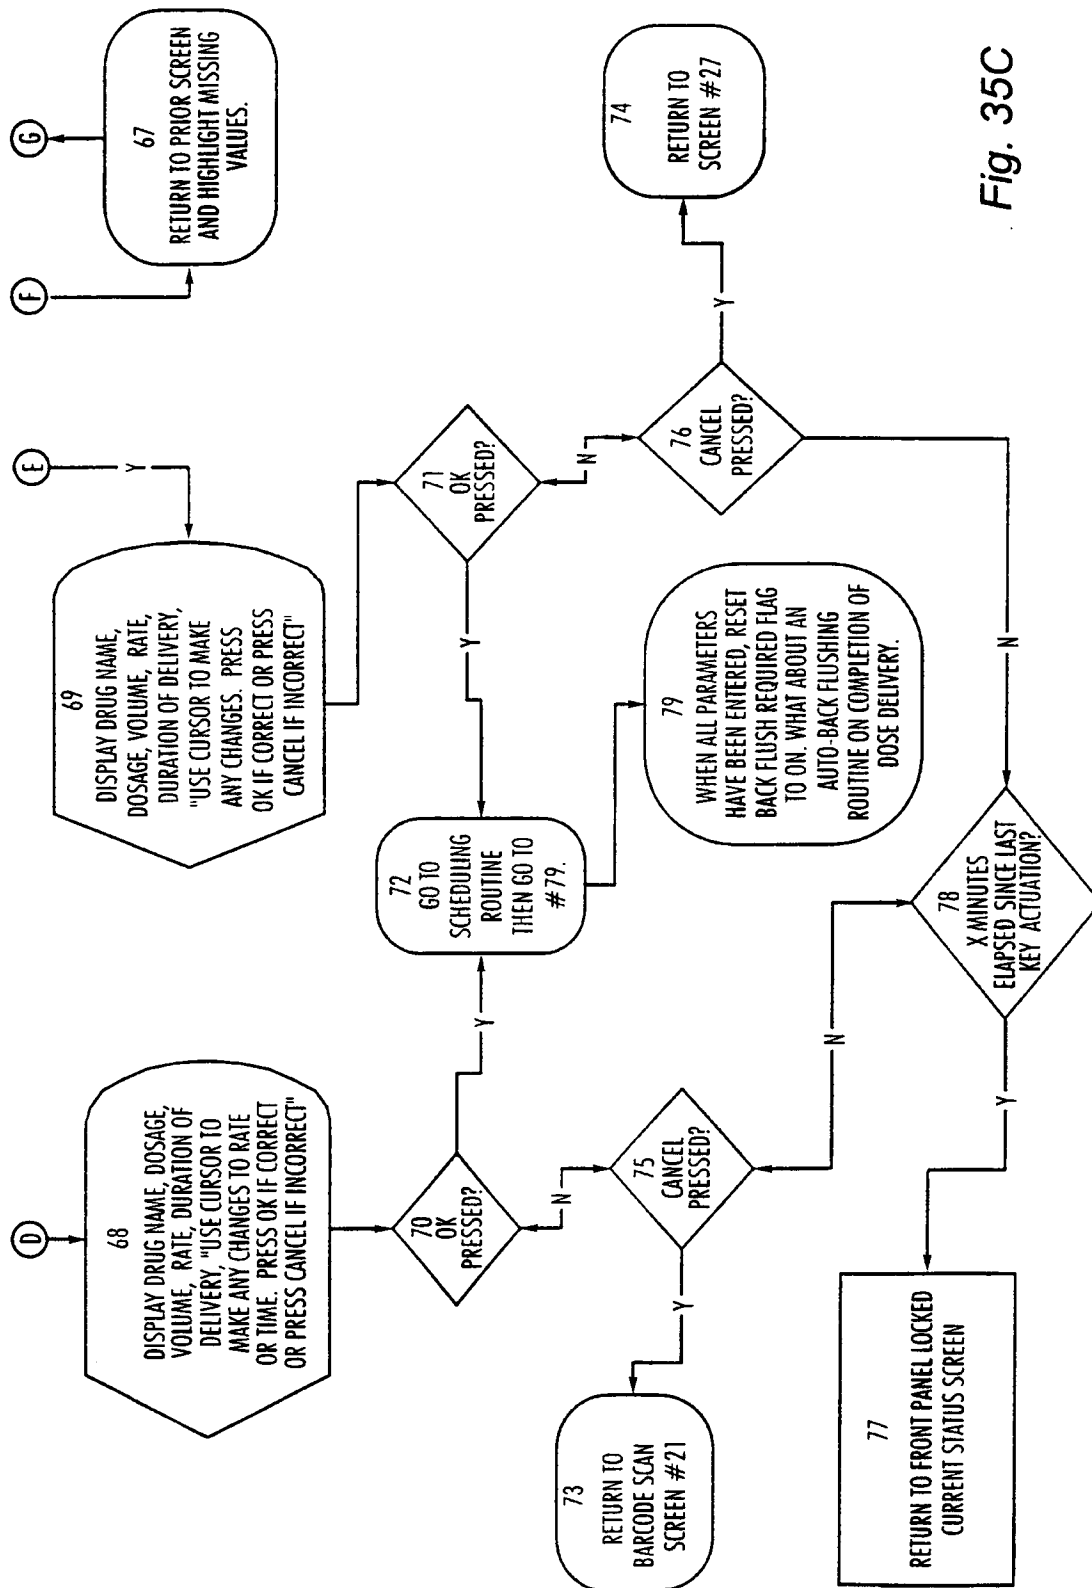 D
68
DISPLAY DRUG NAME, DOSAGE,
VOLUME, RATE, DURATION OF
DELIVERY, "USE CURSOR TO
MAKE ANY CHANGES TO RATE
OR TIME. PRESS OK IF CORRECT
OR PRESS CANCEL IF INCORRECT"
E
Y
69
DISPLAY DRUG NAME,
DOSAGE, VOLUME, RATE,
DURATION OF DELIVERY,
"USE CURSOR TO MAKE
ANY CHANGES. PRESS
OK IF CORRECT OR PRESS
CANCEL IF INCORRECT"
F
G
67
RETURN TO PRIOR SCREEN
AND HIGHLIGHT MISSING
VALUES.
70
OK
PRESSED?
Y
N
72
GO TO
SCHEDULING
ROUTINE
THEN GO TO
#79.
71
OK
PRESSED?
Y
N
73
RETURN TO
BARCODE SCAN
SCREEN #21
Y
75
CANCEL
PRESSED?
N
79
WHEN ALL PARAMETERS
HAVE BEEN ENTERED, RESET
BACK FLUSH REQUIRED FLAG
TO ON. WHAT ABOUT AN
AUTO-BACK FLUSHING
ROUTINE ON COMPLETION OF
DOSE DELIVERY.
76
CANCEL
PRESSED?
Y
N
74
RETURN TO
SCREEN #27
77
RETURN TO FRONT PANEL LOCKED
CURRENT STATUS SCREEN
Y
78
X MINUTES
ELAPSED SINCE LAST
KEY ACTUATION?
Fig. 35C